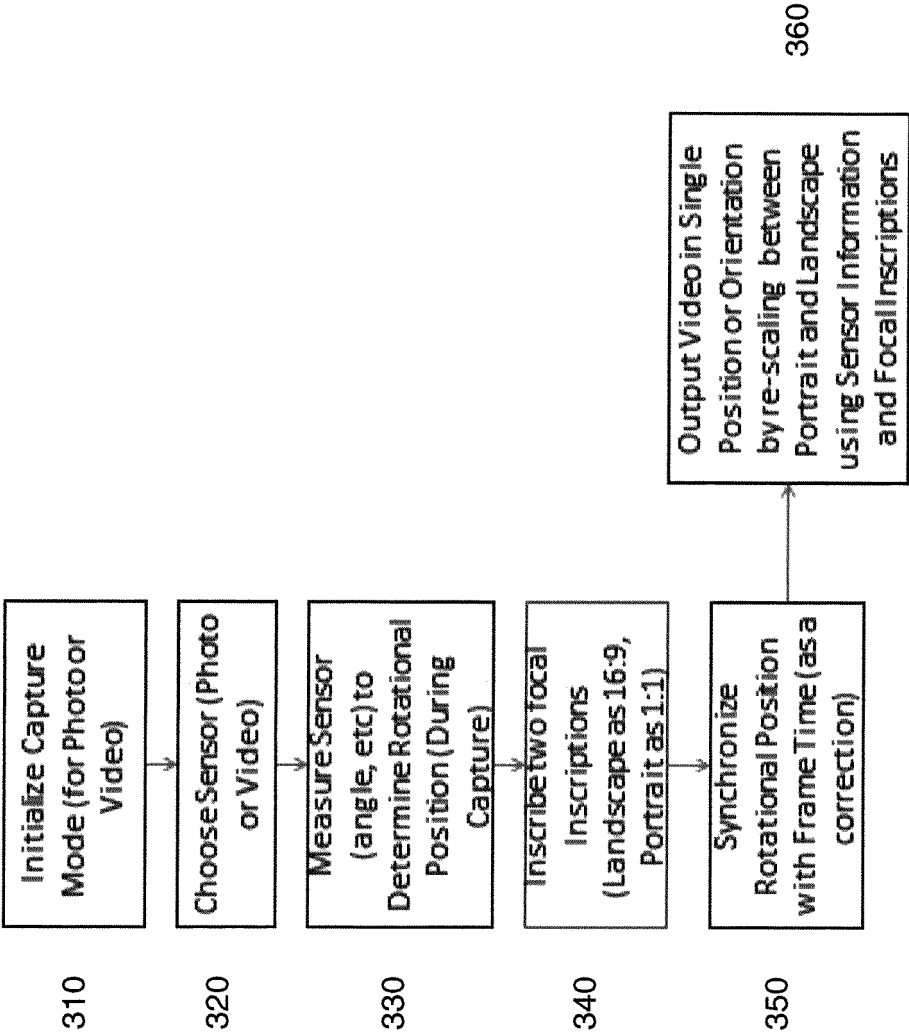 310
Initialize Capture
Mode (for Photo or
Video)
320
Choose Sensor (Photo
or Video)
330
Measure Sensor
(angle, etc) to
Determine Rotational
Position (During
Capture)
340
Inscribe two focal
Inscriptions
(Landscape as 16:9,
Portrait as 1:1)
350
Synchronize
Rotational Position
with Frame Time (as a
correction)
360
Output Video in Single
Position or Orientation
by re-scaling between
Portrait and Landscape
using Sensor Information
and Focal Inscriptions